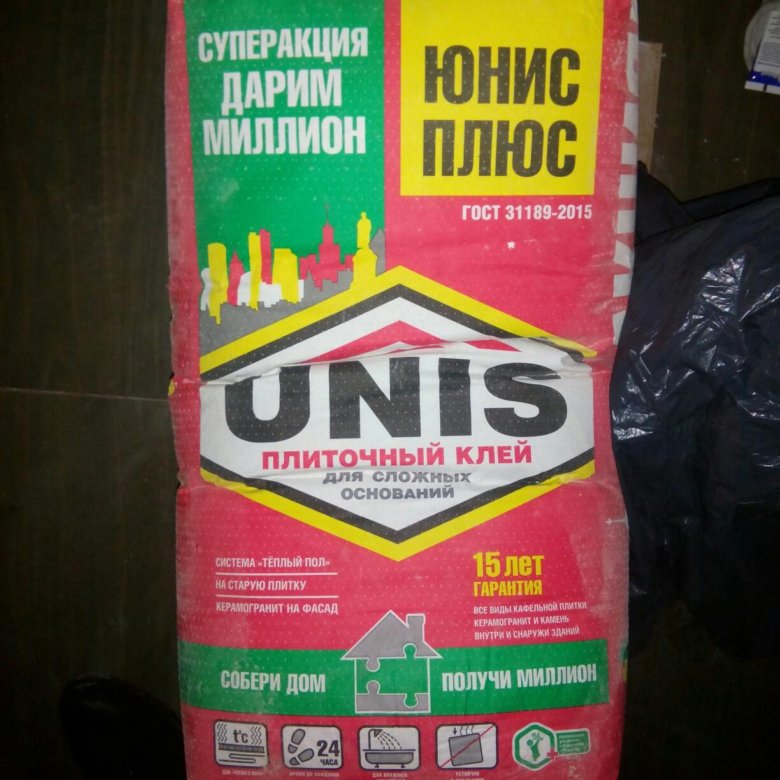 СУПЕРАКЦИЯ
ДАРИМ
МИЛЛИОН
ЮНИС
ПЛЮС
ГОСТ 31189-2015
UNIS
ПЛИТОЧНЫЙ КЛЕЙ
ДЛЯ СЛОЖНЫХ
ОСНОВАНИЙ
СИСТЕМА «ТЁПЛЫЙ ПОЛ»
НА СТАРУЮ ПЛИТКУ
КЕРАМОГРАНИТ НА ФАСАД
15 лет
ГАРАНТИЯ
ВСЕ ВИДЫ КАФЕЛЬНОЙ ПЛИТКИ,
КЕРАМОГРАНИТ И КАМЕНЬ
ВНУТРИ И СНАРУЖИ ЗДАНИЙ
СОБЕРИ ДОМ
ПОЛУЧИ МИЛЛИОН
t°c
24
ЧАСА